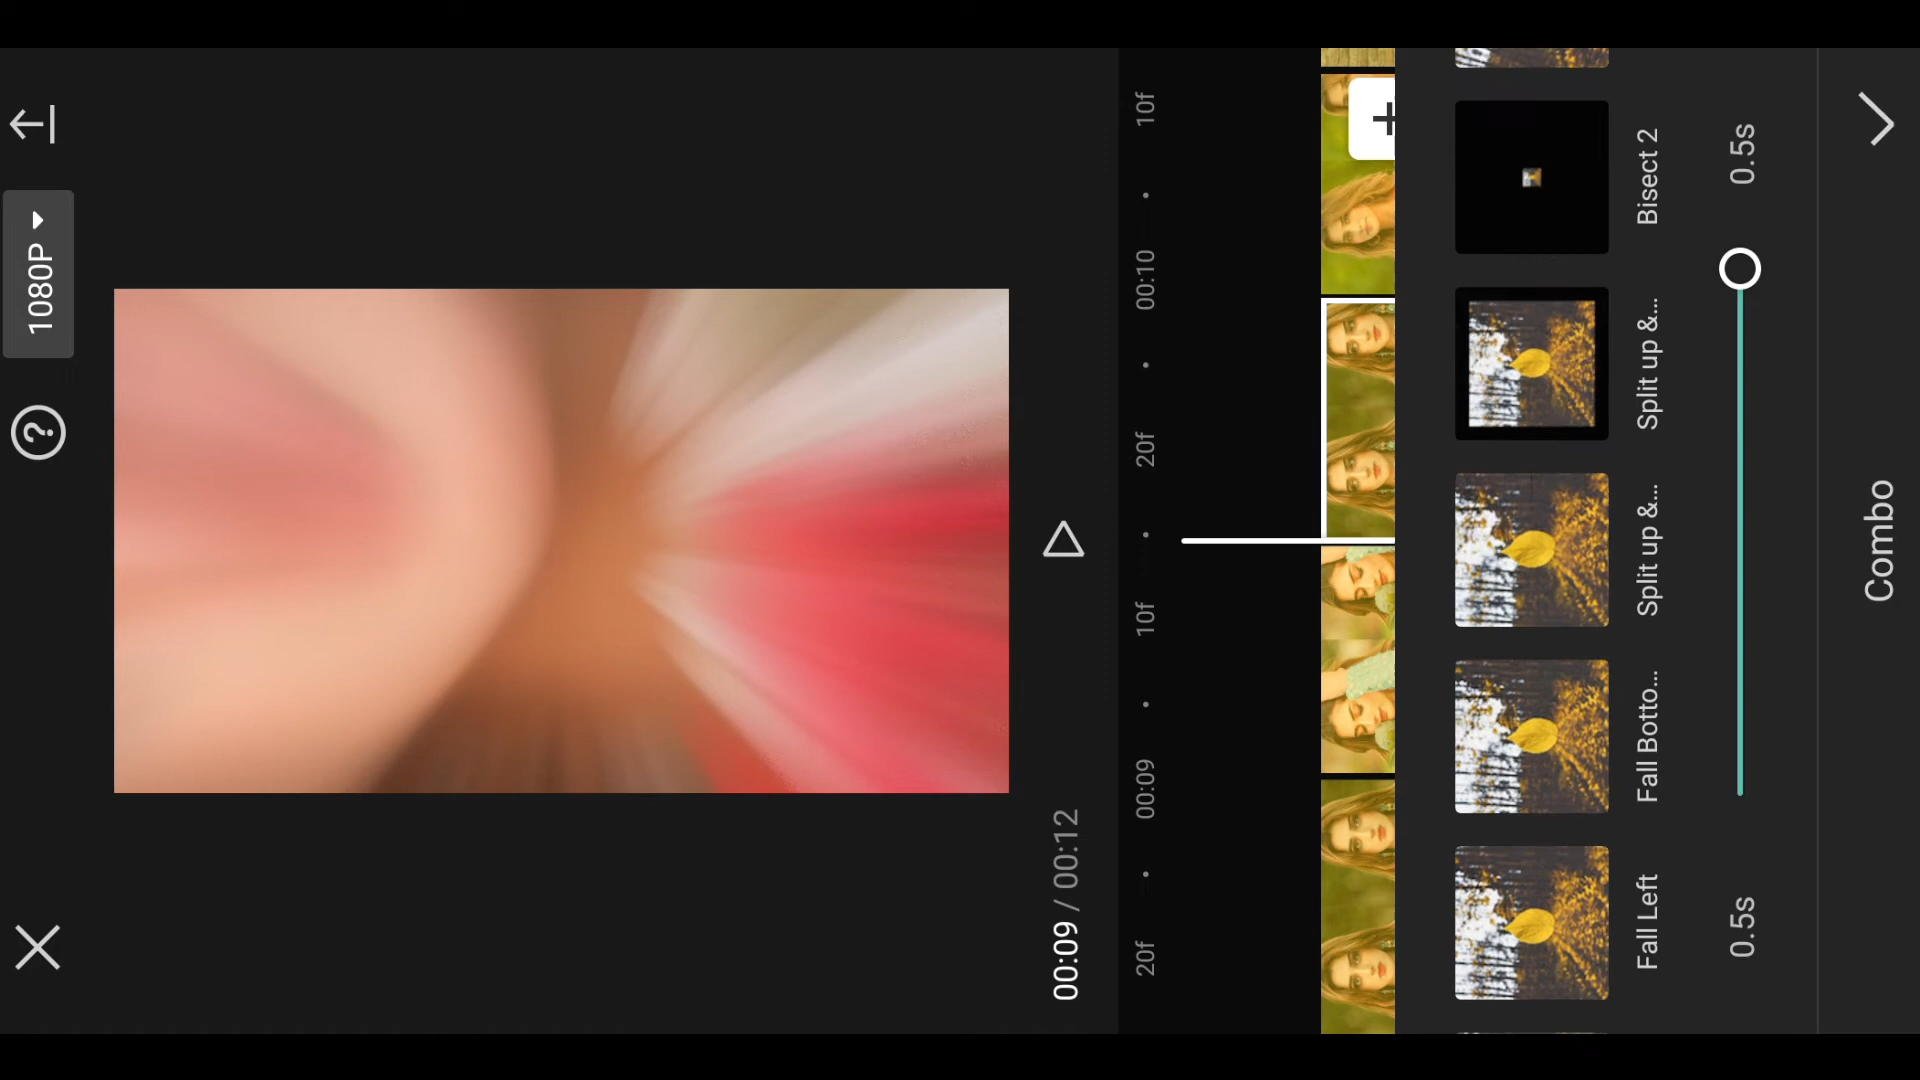 1080P
00:09 / 00:12
20f
00:09
10f
20f
00:10
10f
Fall Left
Fall Botto...
Split up &...
Split up &...
Bisect 2
0.5s
0.5s
Combo